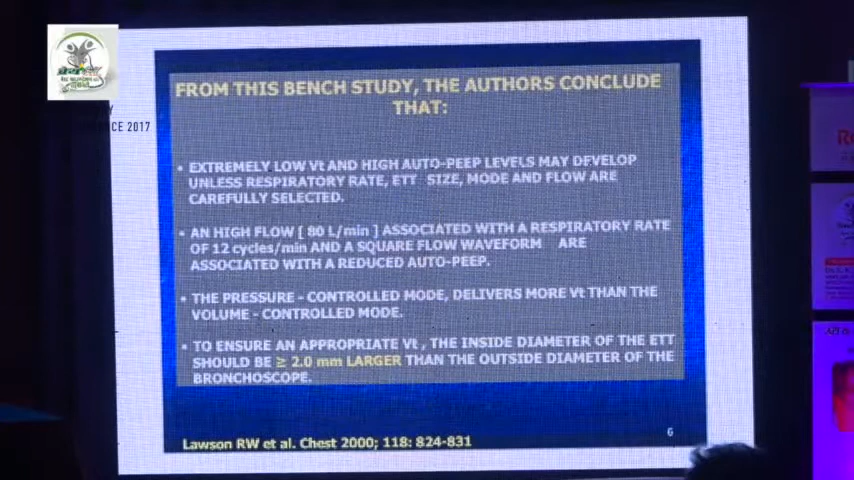 CE 2017
FROM THIS BENCH STUDY, THE AUTHORS CONCLUDE
THAT:
• EXTREMELY LOW Vt AND HIGH AUTO-PEEP LEVELS MAY DEVELOP
UNLESS RESPIRATORY RATE, ETT SIZE, MODE AND FLOW ARE
CAREFULLY SELECTED.
• AN HIGH FLOW [ 80 L/min ] ASSOCIATED WITH A RESPIRATORY RATE
OF 12 cycles/min AND A SQUARE FLOW WAVEFORM ARE
ASSOCIATED WITH A REDUCED AUTO-PEEP.
• THE PRESSURE - CONTROLLED MODE, DELIVERS MORE Vt THAN THE
VOLUME - CONTROLLED MODE.
• TO ENSURE AN APPROPRIATE Vt , THE INSIDE DIAMETER OF THE ETT
SHOULD BE ≥ 2.0 mm LARGER THAN THE OUTSIDE DIAMETER OF THE
BRONCHOSCOPE.
Lawson RW et al. Chest 2000; 118: 824-831
6